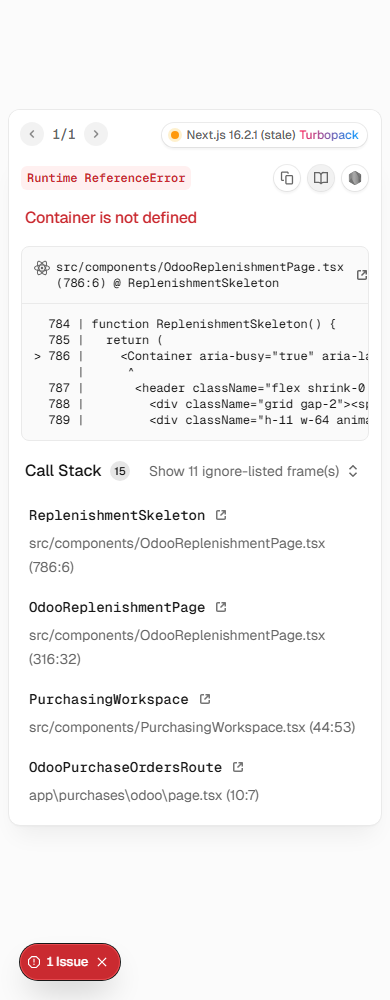 1/1
Next.js 16.2.1 (stale) Turbopack
Runtime ReferenceError
Container is not defined
src/components/OdooReplenishmentPage.tsx
(786:6) @ ReplenishmentSkeleton
784 | function ReplenishmentSkeleton() {
785 |   return (
> 786 |     <Container aria-busy="true" aria-la
|     ^
787 |       <header className="flex shrink-0
788 |         <div className="grid gap-2"><sp
789 |         <div className="h-11 w-64 anima
Call Stack 15 Show 11 ignore-listed frame(s)
ReplenishmentSkeleton
src/components/OdooReplenishmentPage.tsx
(786:6)
OdooReplenishmentPage
src/components/OdooReplenishmentPage.tsx
(316:32)
PurchasingWorkspace
src/components/PurchasingWorkspace.tsx (44:53)
OdooPurchaseOrdersRoute
app\purchases\odoo\page.tsx (10:7)
1 Issue